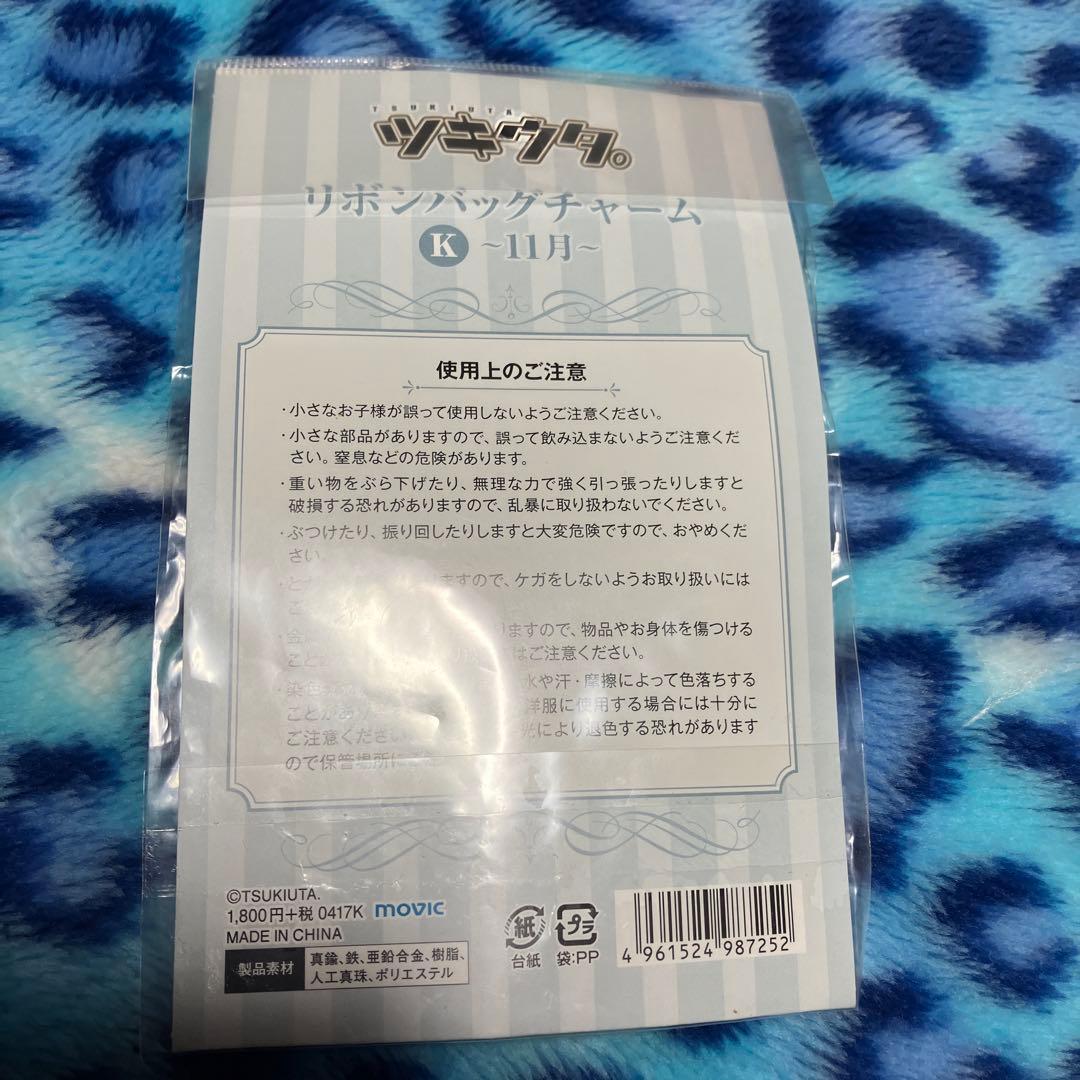 TSUKIUTA
ツキウタ。
リボンバッグチャーム
K ~11月~
使用上のご注意
・小さなお子様が誤って使用しないようご注意ください。
・小さな部品がありますので、誤って飲み込まないようご注意くだ
さい。窒息などの危険があります。
・重い物をぶら下げたり、無理な力で強く引っ張ったりしますと
破損する恐れがありますので、乱暴に取り扱わないでください。
・ぶつけたり、振り回したりしますと大変危険ですので、おやめくだ
さい。
ますので、ケガをしないようお取り扱いには
りますので、物品やお身体を傷つける
はご注意ください。
・染色
水や汗・摩擦によって色落ちする
ことが
洋服に使用する場合には十分に
ご注意くださ
光により退色する恐れがあります
ので保管場所に
©TSUKIUTA.
1,800円+税 0417K movic
MADE IN CHINA
製品素材 真鍮、鉄、亜鉛合金、樹脂、
人工真珠、ポリエステル
紙 プラ
台紙 袋:PP
4 961524 987252